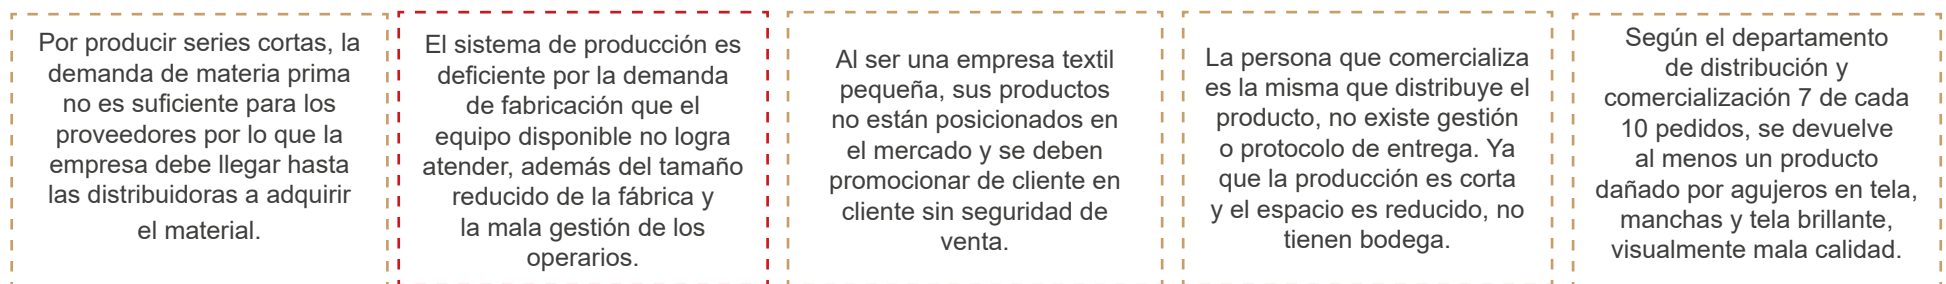 Por producir series cortas, la
demanda de materia prima
no es suficiente para los
proveedores por lo que la
empresa debe llegar hasta
las distribuidoras a adquirir
el material.
El sistema de producción es
deficiente por la demanda
de fabricación que el
equipo disponible no logra
atender, además del tamaño
reducido de la fábrica y
la mala gestión de los
operarios.
Al ser una empresa textil
pequeña, sus productos
no están posicionados en
el mercado y se deben
promocionar de cliente en
cliente sin seguridad de
venta.
La persona que comercializa
es la misma que distribuye el
producto, no existe gestión
o protocolo de entrega. Ya
que la producción es corta
y el espacio es reducido, no
tienen bodega.
Según el departamento
de distribución y
comercialización 7 de cada
10 pedidos, se devuelve
al menos un producto
dañado por agujeros en tela,
manchas y tela brillante,
visualmente mala calidad.